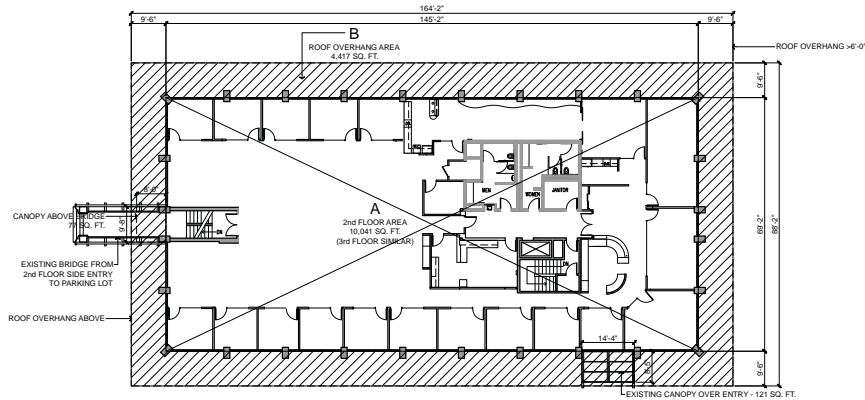 164'-2"
9'-6"
145'-2"
9'-6"
B
ROOF OVERHANG AREA
4,417 SQ. FT.
ROOF OVERHANG >6'-0"
9'-6"
MEN
WOMEN
JANITOR
A
2nd FLOOR AREA
10,041 SQ. FT.
(3rd FLOOR SIMILAR)
69'-2"
88'-2"
CANOPY ABOVE BRIDGE
77 SQ. FT.
DN
DN
EXISTING BRIDGE FROM
2nd FLOOR SIDE ENTRY
TO PARKING LOT
ROOF OVERHANG ABOVE
14'-4"
9'-6"
EXISTING CANOPY OVER ENTRY - 121 SQ. FT.